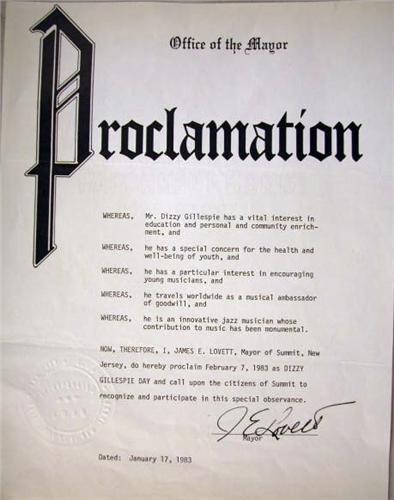 Office of the Mayor
Proclamation
WHEREAS, Mr. Dizzy Gillespie has a vital interest in
education and personal and community enrich-
ment, and
WHEREAS, he has a special concern for the health and
well-being of youth, and
WHEREAS, he has a particular interest in encouraging
young musicians, and
WHEREAS, he travels worldwide as a musical ambassador
of goodwill, and
WHEREAS, he is an innovative jazz musician whose
contribution to music has been monumental.
NOW, THEREFORE, I, JAMES E. LOVETT, Mayor of Summit, New
Jersey, do hereby proclaim February 7, 1983 as DIZZY
GILLESPIE DAY and call upon the citizens of Summit to
recognize and participate in this special observance.
J E Lovett
Mayor
Dated: January 17, 1983